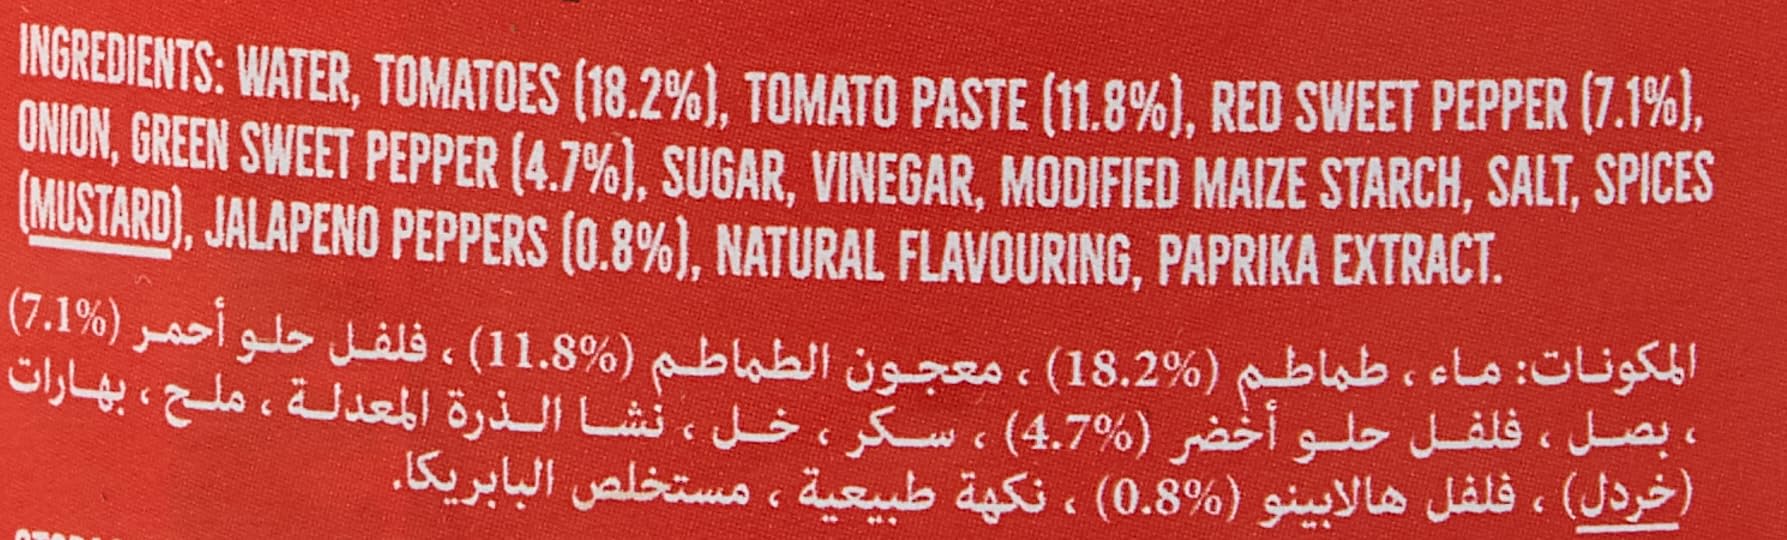 INGREDIENTS: WATER, TOMATOES (18.2%), TOMATO PASTE (11.8%), RED SWEET PEPPER (7.1%),
ONION, GREEN SWEET PEPPER (4.7%), SUGAR, VINEGAR, MODIFIED MAIZE STARCH, SALT, SPICES
(MUSTARD), JALAPENO PEPPERS (0.8%), NATURAL FLAVOURING, PAPRIKA EXTRACT.
المكونات: ماء ، طماطم (18.2%) ، معجون الطماطم (11.8%) ، فلفل حلو أحمر (7.1%)
، بصل ، فلفل حلو أخضر (4.7%) ، سكر ، خل ، نشا الذرة المعدلة ، ملح ، بهارات
(خردل) ، فلفل هالابينو (0.8%) ، نكهة طبيعية ، مستخلص البابريكا.